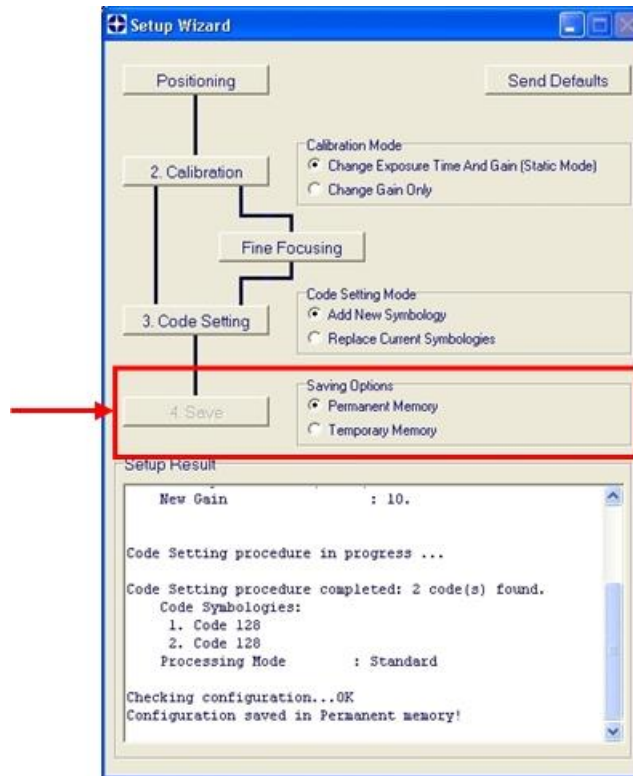 Setup Wizard
Positioning
Send Defaults
Calibration Mode
2. Calibration
Change Exposure Time And Gain (Static Mode)
Change Gain Only
Fine Focusing
Code Setting Mode
3. Code Setting
Add New Symbology
Replace Current Symbologies
Saving Options
4. Save
Permanent Memory
Temporary Memory
Setup Result
New Gain : 10.
Code Setting procedure in progress ...
Code Setting procedure completed: 2 code(s) found.
Code Symbologies:
1. Code 128
2. Code 128
Processing Mode : Standard
Checking configuration...OK
Configuration saved in Permanent memory!